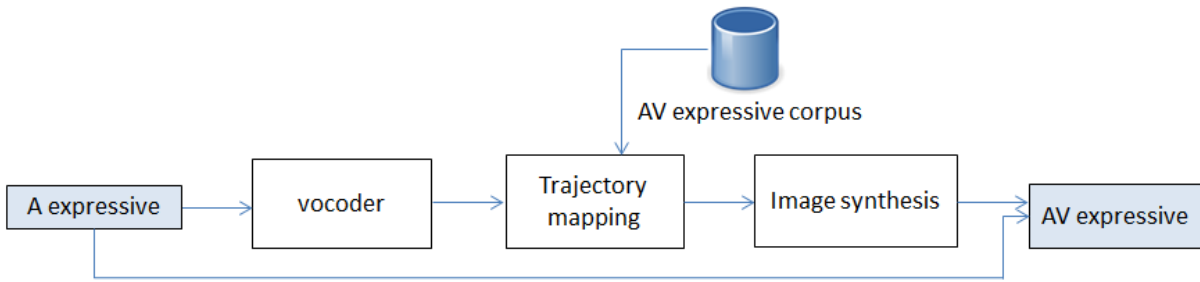 AV expressive corpus
A expressive
vocoder
Trajectory
mapping
Image synthesis
AV expressive